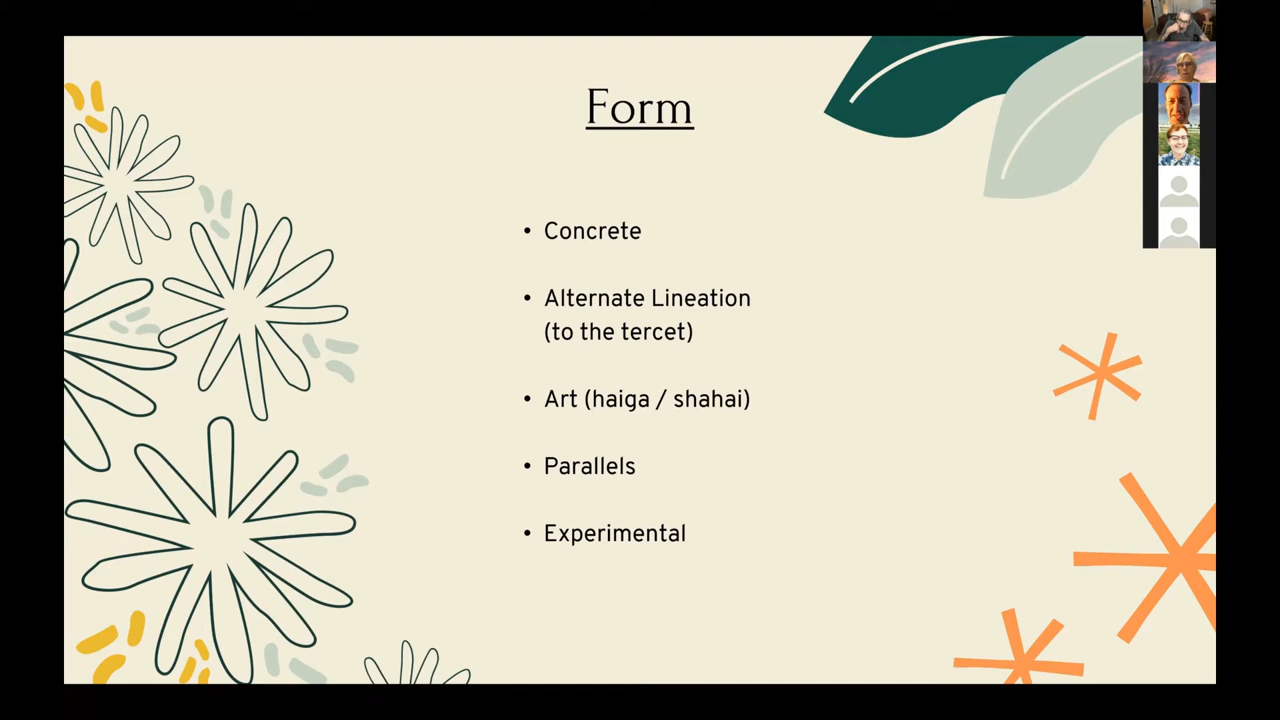 Form
• Concrete
• Alternate Lineation
(to the tercet)
• Art (haiga / shahai)
• Parallels
• Experimental